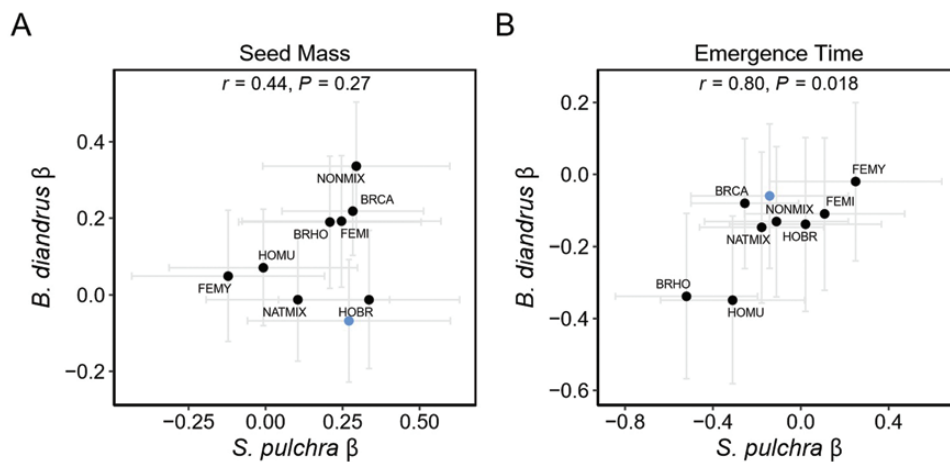 A
Seed Mass
r = 0.44, P = 0.27
B. diandrus β
0.4
0.2
0.0
−0.2
NONMIX
BRCA
BRHO
FEMI
HOMU
FEMY
NATMIX
HOBR
−0.25
0.00
0.25
0.50
S. pulchra β
B
Emergence Time
r = 0.80, P = 0.018
B. diandrus β
0.2
0.0
−0.2
−0.4
−0.6
FEMY
BRCA
FEMI
NONMIX
NATMIX
HOBR
BRHO
HOMU
−0.8
−0.4
0.0
0.4
S. pulchra β